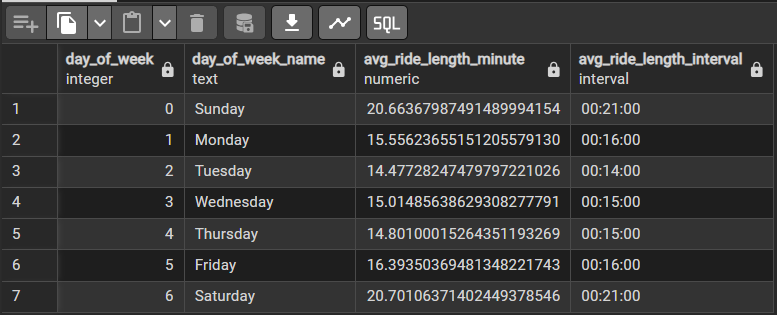 SQL
day_of_week day_of_week_name avg_ride_length_minute avg_ride_length_interval
integer text numeric interval
1 0 Sunday 20.66367987491489994154 00:21:00
2 1 Monday 15.55623655151205579130 00:16:00
3 2 Tuesday 14.47728247479797221026 00:14:00
4 3 Wednesday 15.01485638629308277791 00:15:00
5 4 Thursday 14.80100015264351193269 00:15:00
6 5 Friday 16.39350369481348221743 00:16:00
7 6 Saturday 20.70106371402449378546 00:21:00